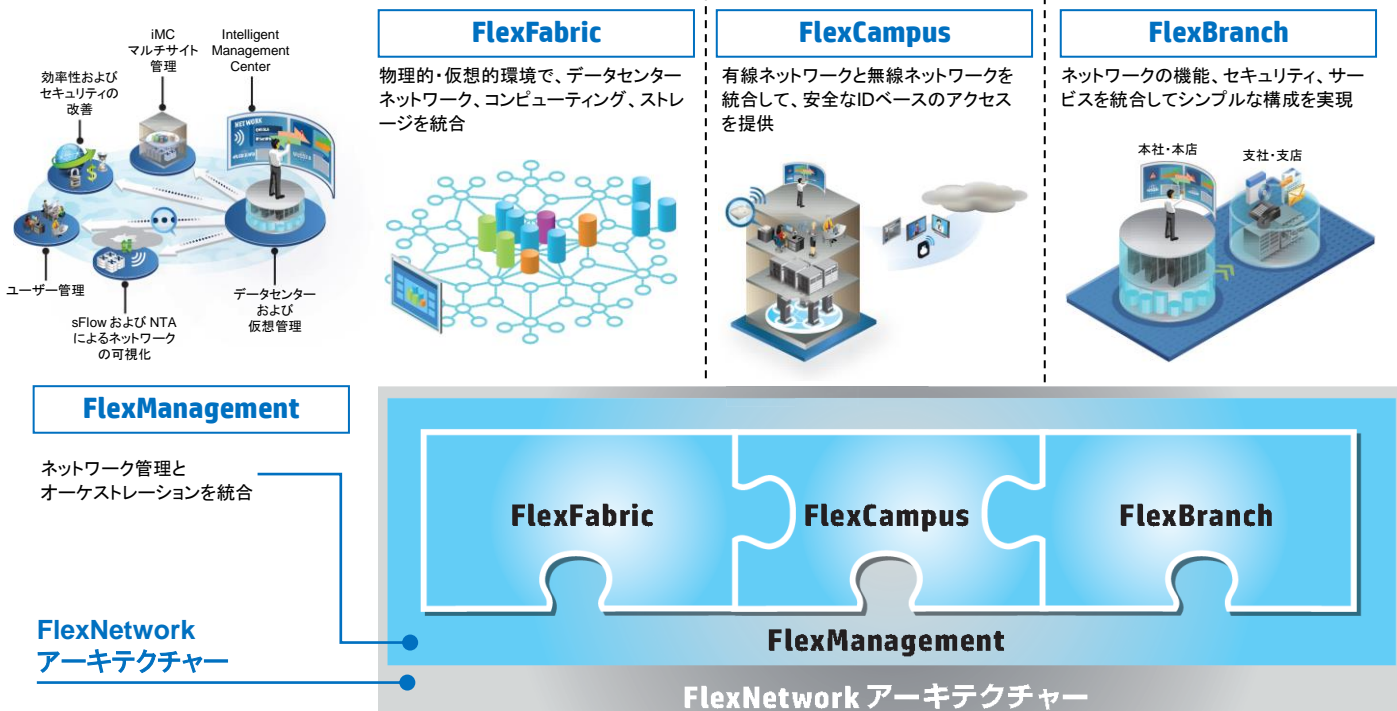 iMC
マルチサイト
管理
Intelligent
Management
Center
効率性および
セキュリティの
改善
NETWORK
ユーザー管理
sFlow および NTA
によるネットワーク
の可視化
データセンター
および
仮想管理
FlexFabric
物理的・仮想的環境で、データセンター
ネットワーク、コンピューティング、ストレ
ージを統合
FlexCampus
有線ネットワークと無線ネットワークを
統合して、安全なIDベースのアクセス
を提供
FlexBranch
ネットワークの機能、セキュリティ、サー
ビスを統合してシンプルな構成を実現
本社・本店
支社・支店
FlexManagement
ネットワーク管理と
オーケストレーションを統合
FlexNetwork
アーキテクチャー
FlexFabric
FlexCampus
FlexBranch
FlexManagement
FlexNetwork アーキテクチャー